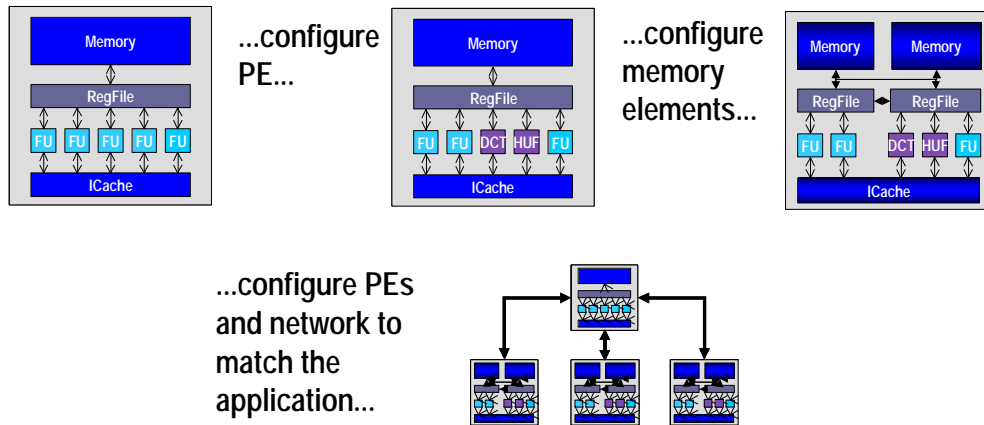 Memory
RegFile
FU FU FU FU FU
ICache
...configure
PE...
Memory
RegFile
FU FU DCT HUF FU
ICache
...configure
memory
elements...
Memory Memory
RegFile RegFile
FU FU DCT HUF FU
ICache
...configure PEs
and network to
match the
application...